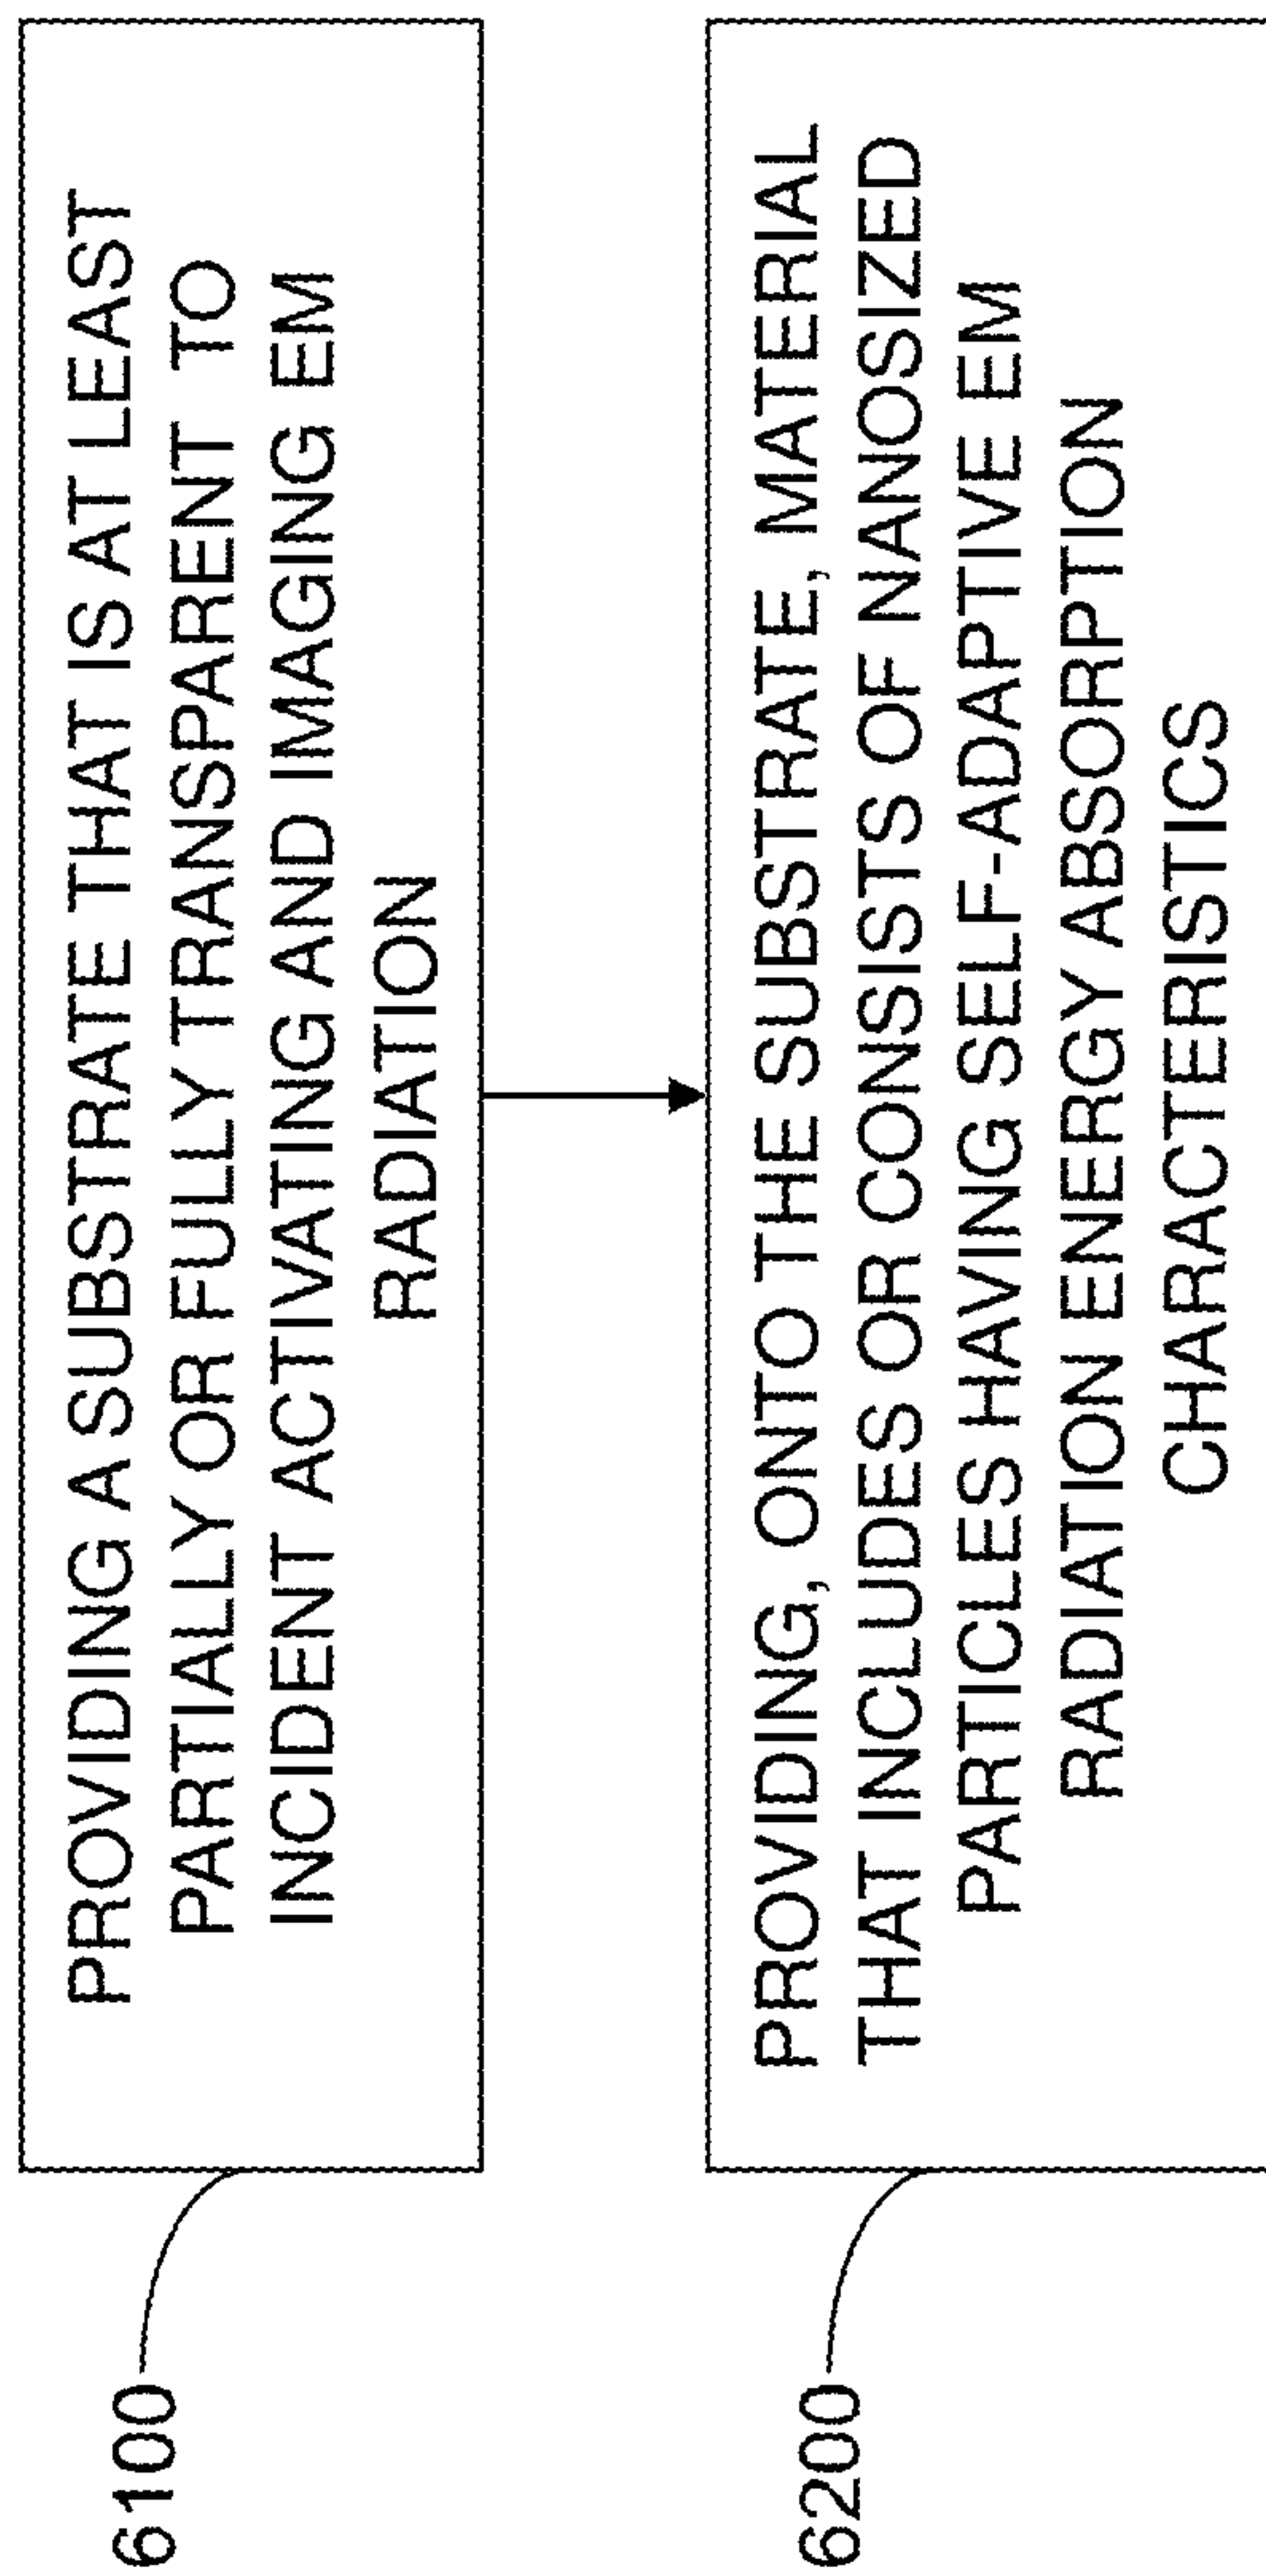 6100
PROVIDING A SUBSTRATE THAT IS AT LEAST
PARTIALLY OR FULLY TRANSPARENT TO
INCIDENT ACTIVATING AND IMAGING EM
RADIATION
6200
PROVIDING, ONTO THE SUBSTRATE, MATERIAL
THAT INCLUDES OR CONSISTS OF NANOSIZED
PARTICLES HAVING SELF-ADAPTIVE EM
RADIATION ENERGY ABSORPTION
CHARACTERISTICS